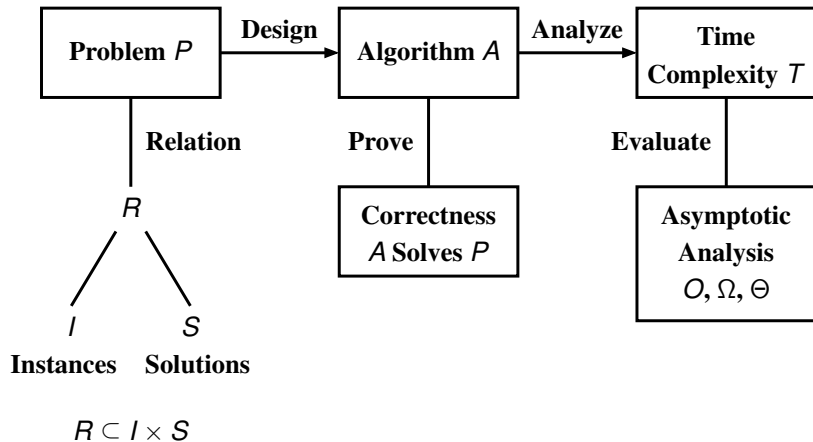 Problem P
Design
Algorithm A
Analyze
Time
Complexity T
Relation
Prove
Evaluate
R
Correctness
A Solves P
Asymptotic
Analysis
O, Ω, Θ
I
S
Instances
Solutions
R ⊂ I × S